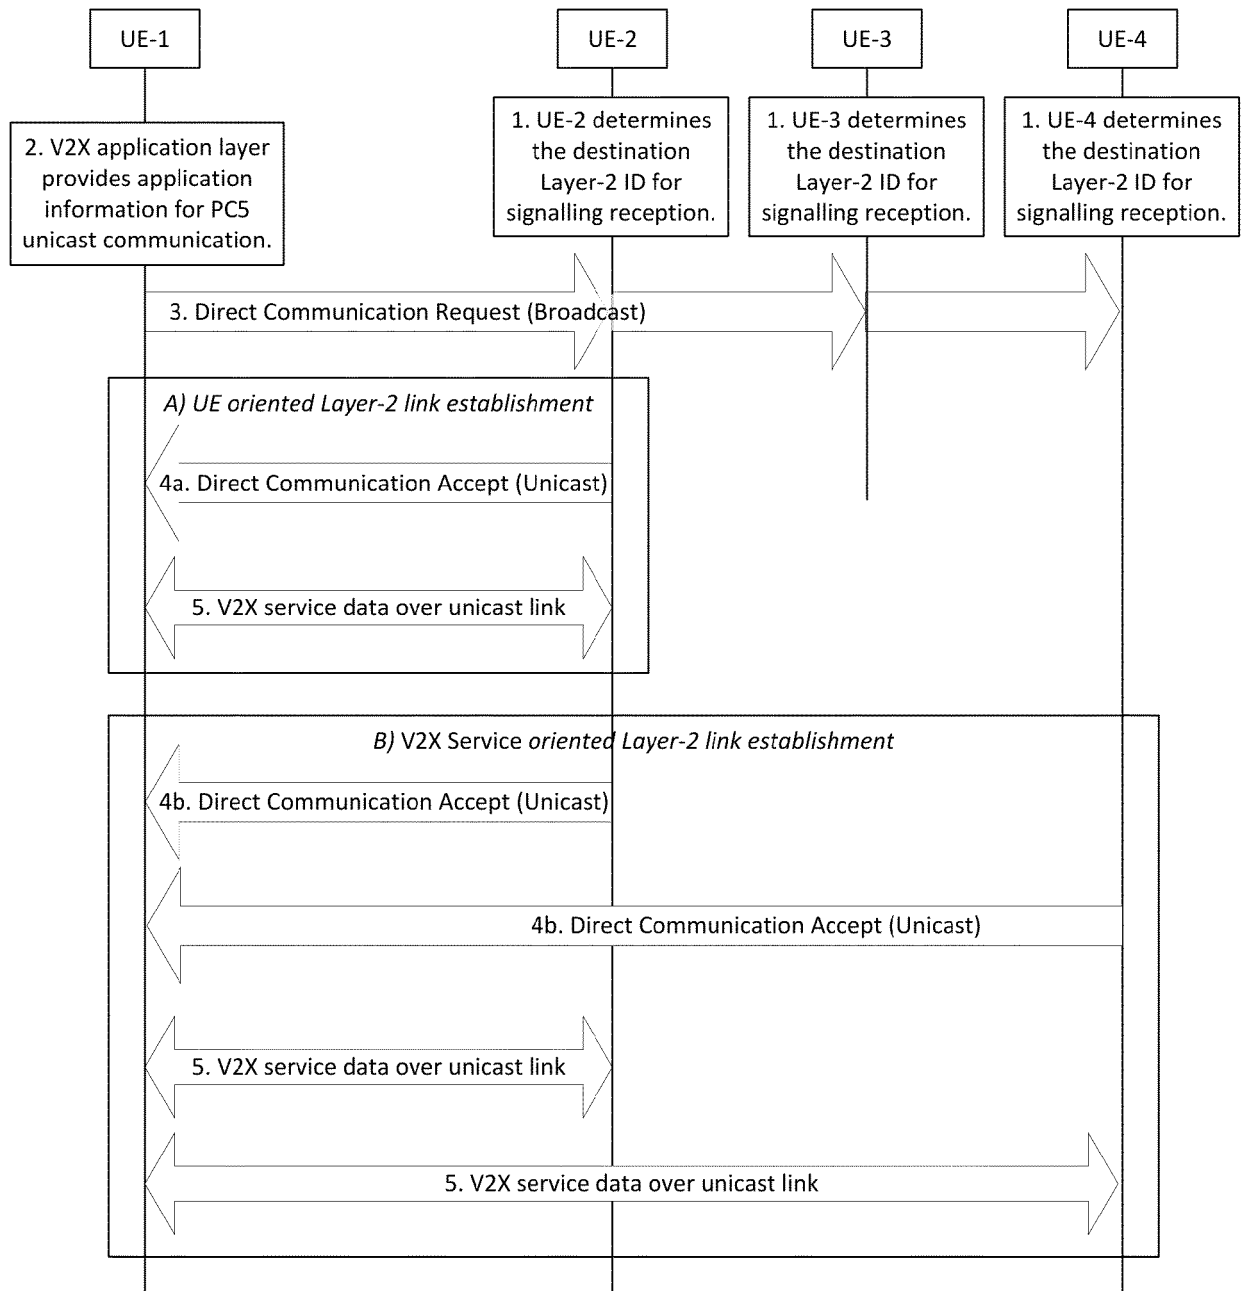 UE-1
UE-2
UE-3
UE-4
2. V2X application layer
provides application
information for PC5
unicast communication.
1. UE-2 determines
the destination
Layer-2 ID for
signalling reception.
1. UE-3 determines
the destination
Layer-2 ID for
signalling reception.
1. UE-4 determines
the destination
Layer-2 ID for
signalling reception.
3. Direct Communication Request (Broadcast)
A) UE oriented Layer-2 link establishment
4a. Direct Communication Accept (Unicast)
5. V2X service data over unicast link
B) V2X Service oriented Layer-2 link establishment
4b. Direct Communication Accept (Unicast)
4b. Direct Communication Accept (Unicast)
5. V2X service data over unicast link
5. V2X service data over unicast link